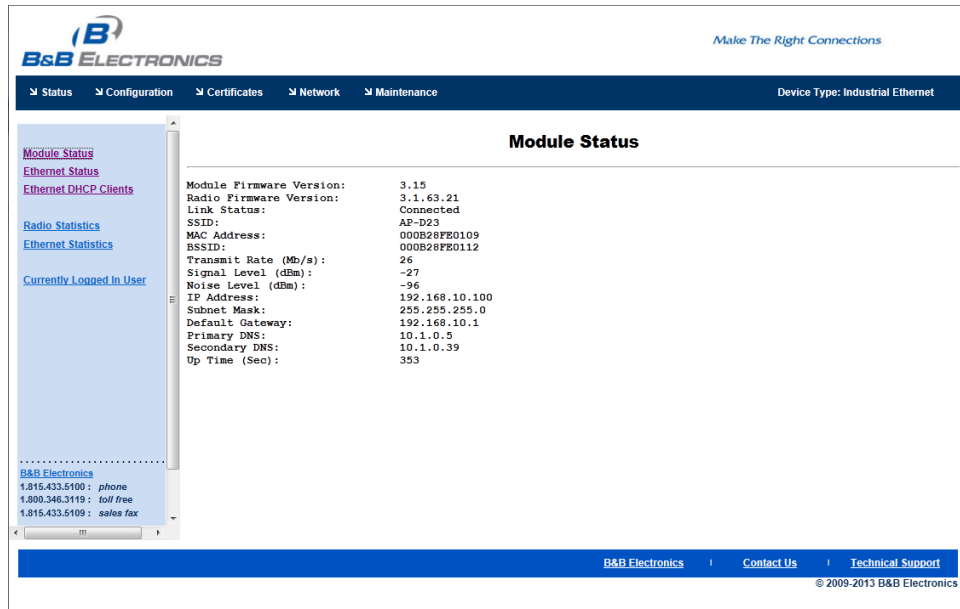 B
B&B ELECTRONICS
Make The Right Connections
Status Configuration Certificates Network Maintenance Device Type: Industrial Ethernet
Module Status
Ethernet Status
Ethernet DHCP Clients
Radio Statistics
Ethernet Statistics
Currently Logged In User
B&B Electronics
1.815.433.5100 : phone
1.800.346.3119 : toll free
1.815.433.5109 : sales fax
Module Status
Module Firmware Version: 3.15
Radio Firmware Version: 3.1.63.21
Link Status: Connected
SSID: AP-D23
MAC Address: 000B28FE0109
BSSID: 000B28FE0112
Transmit Rate (Mb/s): 26
Signal Level (dBm): -27
Noise Level (dBm): -96
IP Address: 192.168.10.100
Subnet Mask: 255.255.255.0
Default Gateway: 192.168.10.1
Primary DNS: 10.1.0.5
Secondary DNS: 10.1.0.39
Up Time (Sec): 353
B&B Electronics | Contact Us | Technical Support
© 2009-2013 B&B Electronics